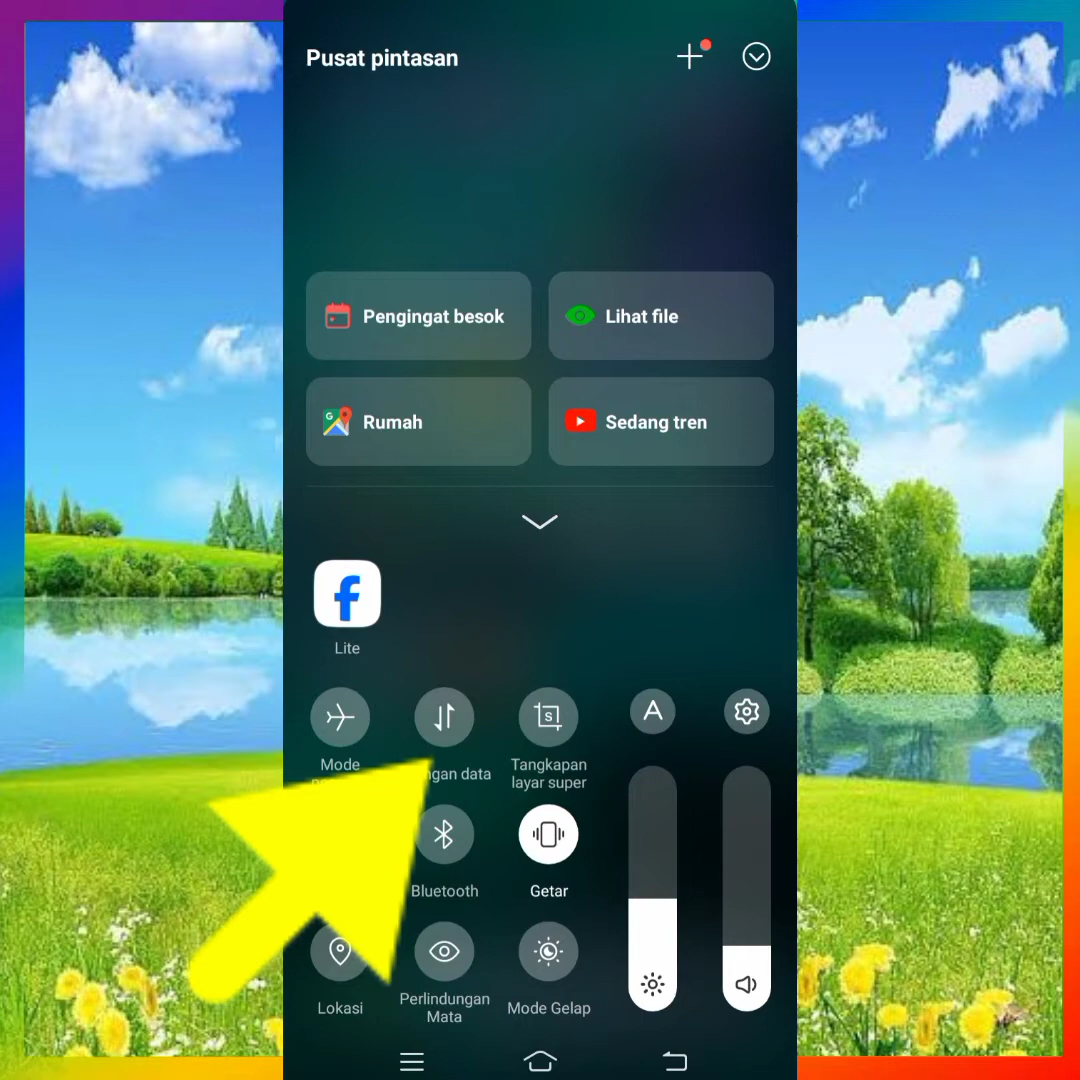 Pusat pintasan
Pengingat besok
Lihat file
Rumah
Sedang tren
Lite
Mode
data
Tangkapan
layar super
Bluetooth
Getar
Lokasi
Perlindungan
Mata
Mode Gelap